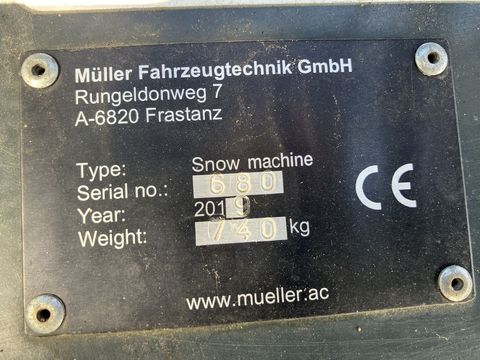 Müller Fahrzeugtechnik GmbH
Rungeldonweg 7
A-6820 Frastanz
Type: Snow machine
Serial no.: 680
Year: 2019
Weight: 740 kg
CE
www.mueller.ac